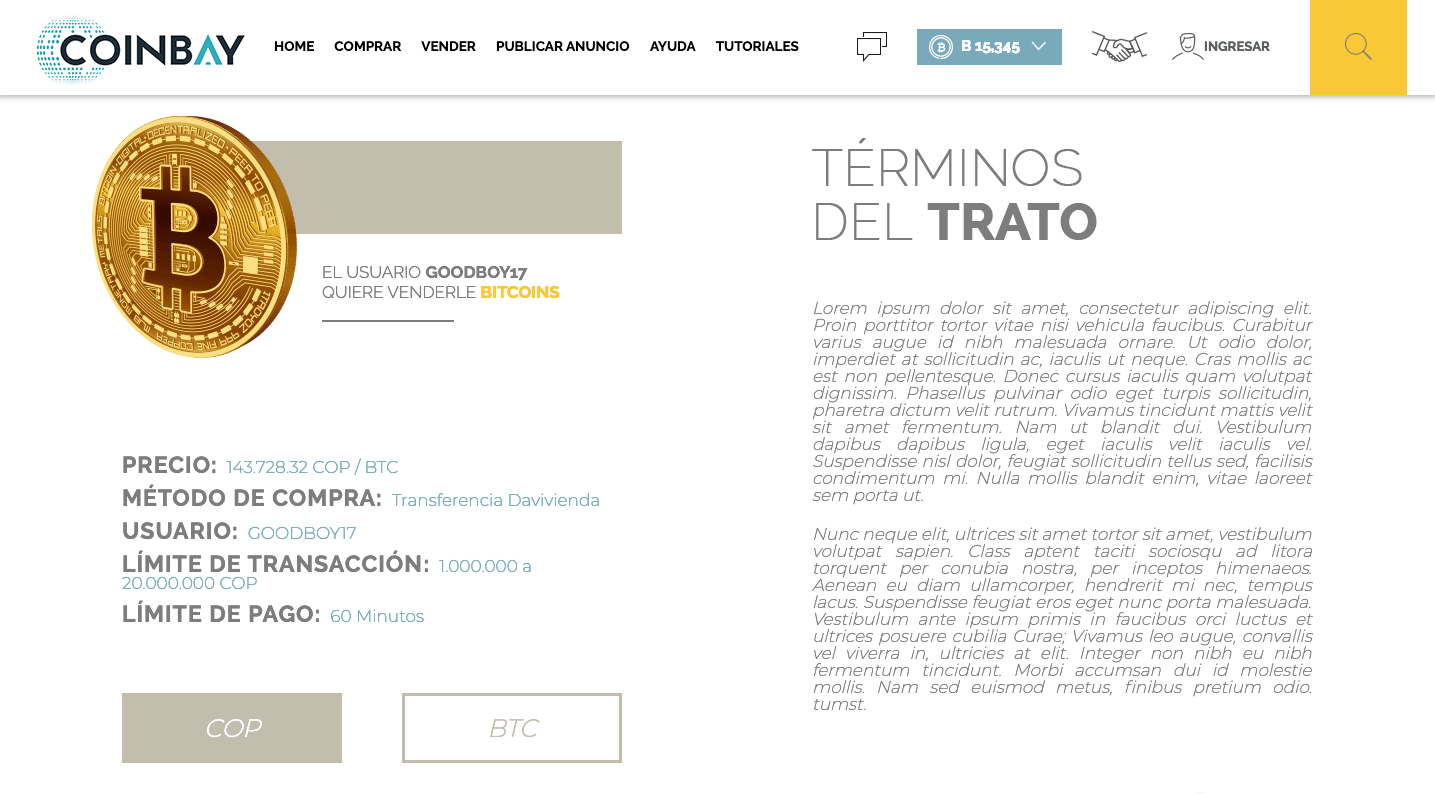 COINBAY
HOME COMPRAR VENDER PUBLICAR ANUNCIO AYUDA TUTORIALES
B 15,345
INGRESAR
EL USUARIO GOODBOY17
QUIERE VENDERLE BITCOINS
PRECIO: 143.728.32 COP / BTC
MÉTODO DE COMPRA: Transferencia Davivienda
USUARIO: GOODBOY17
LÍMITE DE TRANSACCIÓN: 1.000.000 a
20.000.000 COP
LÍMITE DE PAGO: 60 Minutos
COP
BTC
TÉRMINOS
DEL TRATO
Lorem ipsum dolor sit amet, consectetur adipiscing elit.
Proin porttitor tortor vitae nisi vehicula faucibus. Curabitur
varius augue id nibh malesuada ornare. Ut odio dolor,
imperdiet at sollicitudin ac, iaculis ut neque. Cras mollis ac
est non pellentesque. Donec cursus iaculis quam volutpat
dignissim. Phasellus pulvinar odio eget turpis sollicitudin,
pharetra dictum velit rutrum. Vivamus tincidunt mattis velit
sit amet fermentum. Nam ut blandit dui. Vestibulum
dapibus dapibus ligula, eget iaculis velit iaculis vel.
Suspendisse nisl dolor, feugiat sollicitudin tellus sed, facilisis
condimentum mi. Nulla mollis blandit enim, vitae laoreet
sem porta ut.
Nunc neque elit, ultrices sit amet tortor sit amet, vestibulum
volutpat sapien. Class aptent taciti sociosqu ad litora
torquent per conubia nostra, per inceptos himenaeos.
Aenean eu diam ullamcorper, hendrerit mi nec, tempus
lacus. Suspendisse feugiat eros eget nunc porta malesuada.
Vestibulum ante ipsum primis in faucibus orci luctus et
ultrices posuere cubilia Curae; Vivamus leo augue, convallis
vel viverra in, ultricies at elit. Integer non nibh eu nibh
fermentum tincidunt. Morbi accumsan dui id molestie
mollis. Nam sed euismod metus, finibus pretium odio.
tumst.